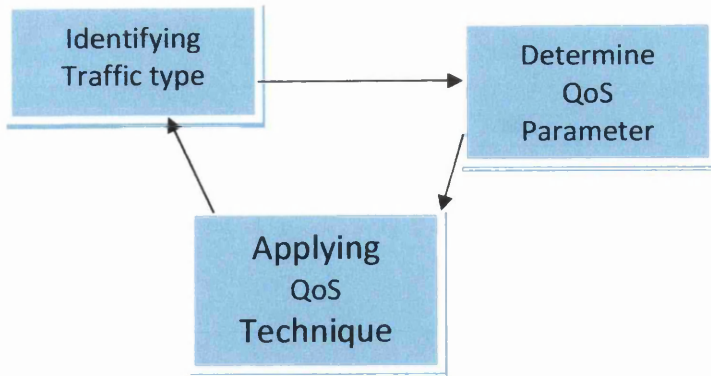 Identifying
Traffic type
Determine
QoS
Parameter
Applying
QoS
Technique